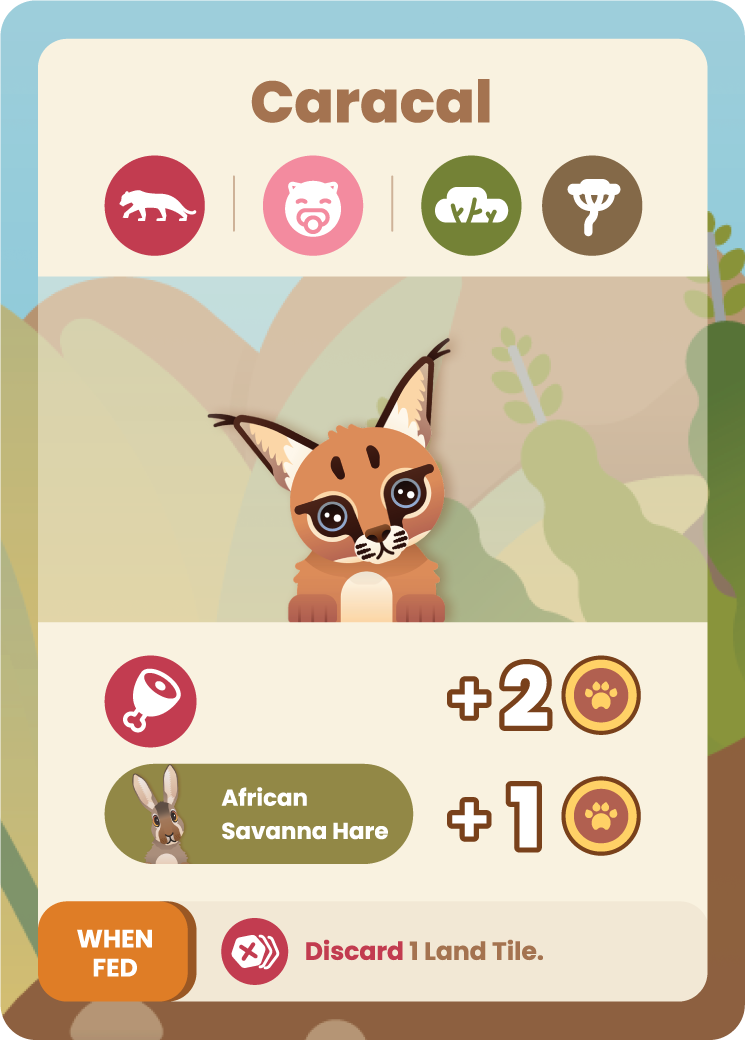 Caracal
+2
African
Savanna Hare
+1
WHEN
FED
Discard 1 Land Tile.